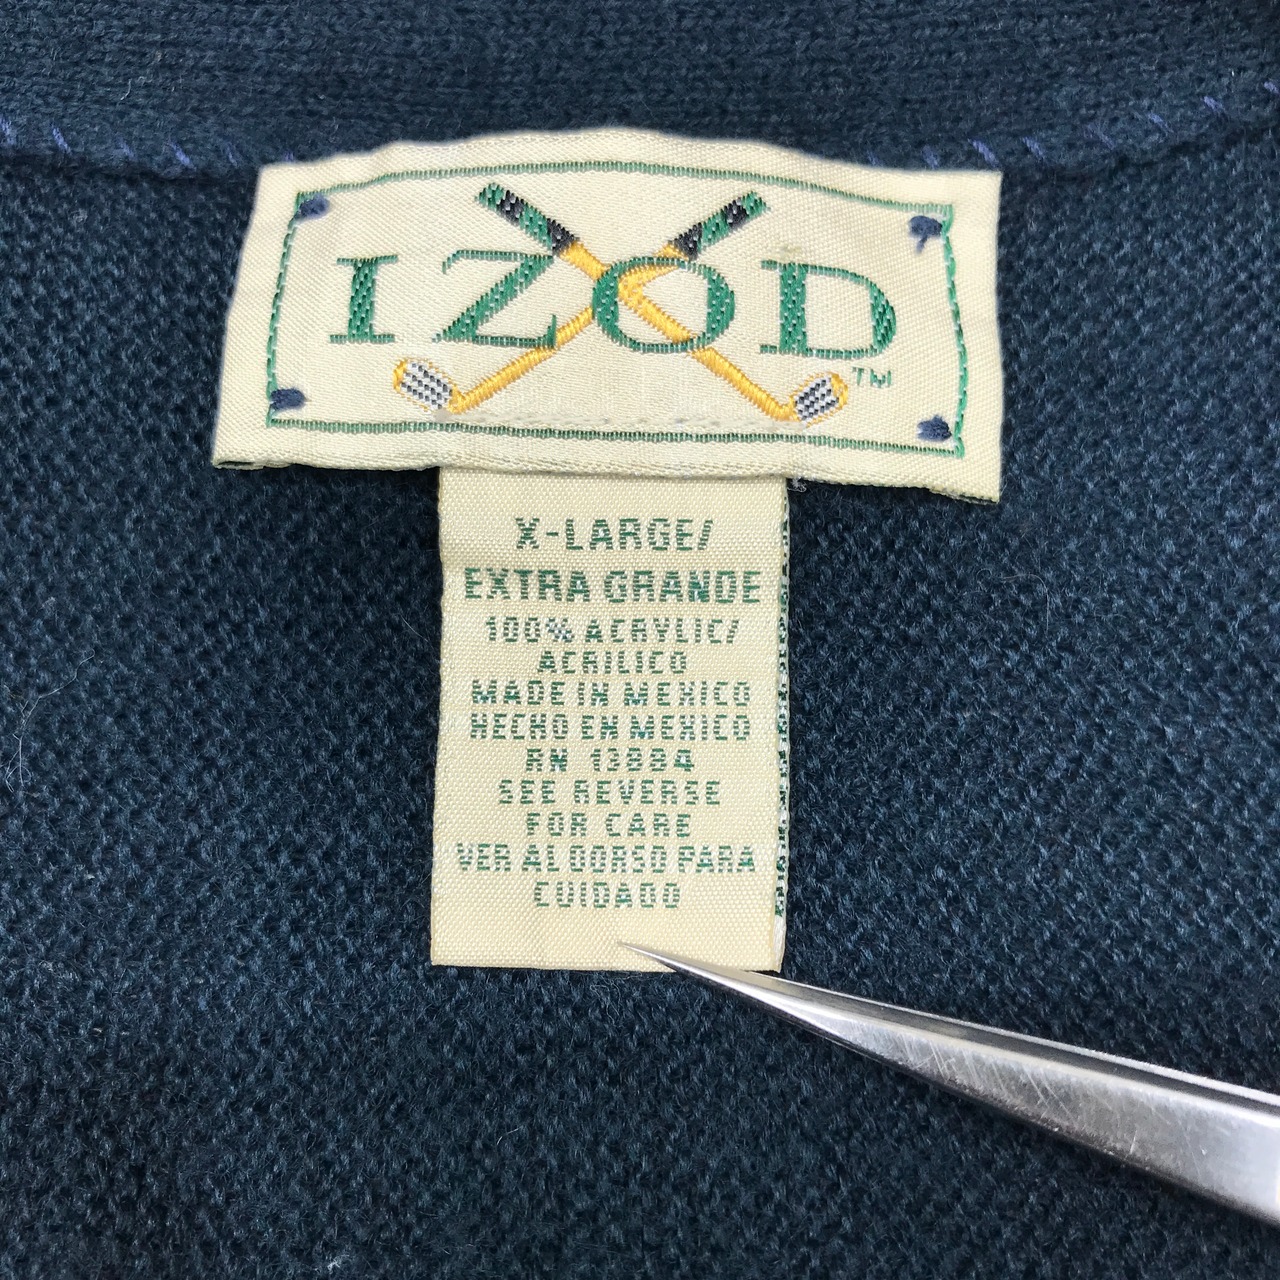 IZOD
TM
X-LARGE/
EXTRA GRANDE
100% ACRYLIC/
ACRILICO
MADE IN MEXICO
HECHO EN MEXICO
RN 13884
SEE REVERSE
FOR CARE
VER AL DORSO PARA
CUIDADO